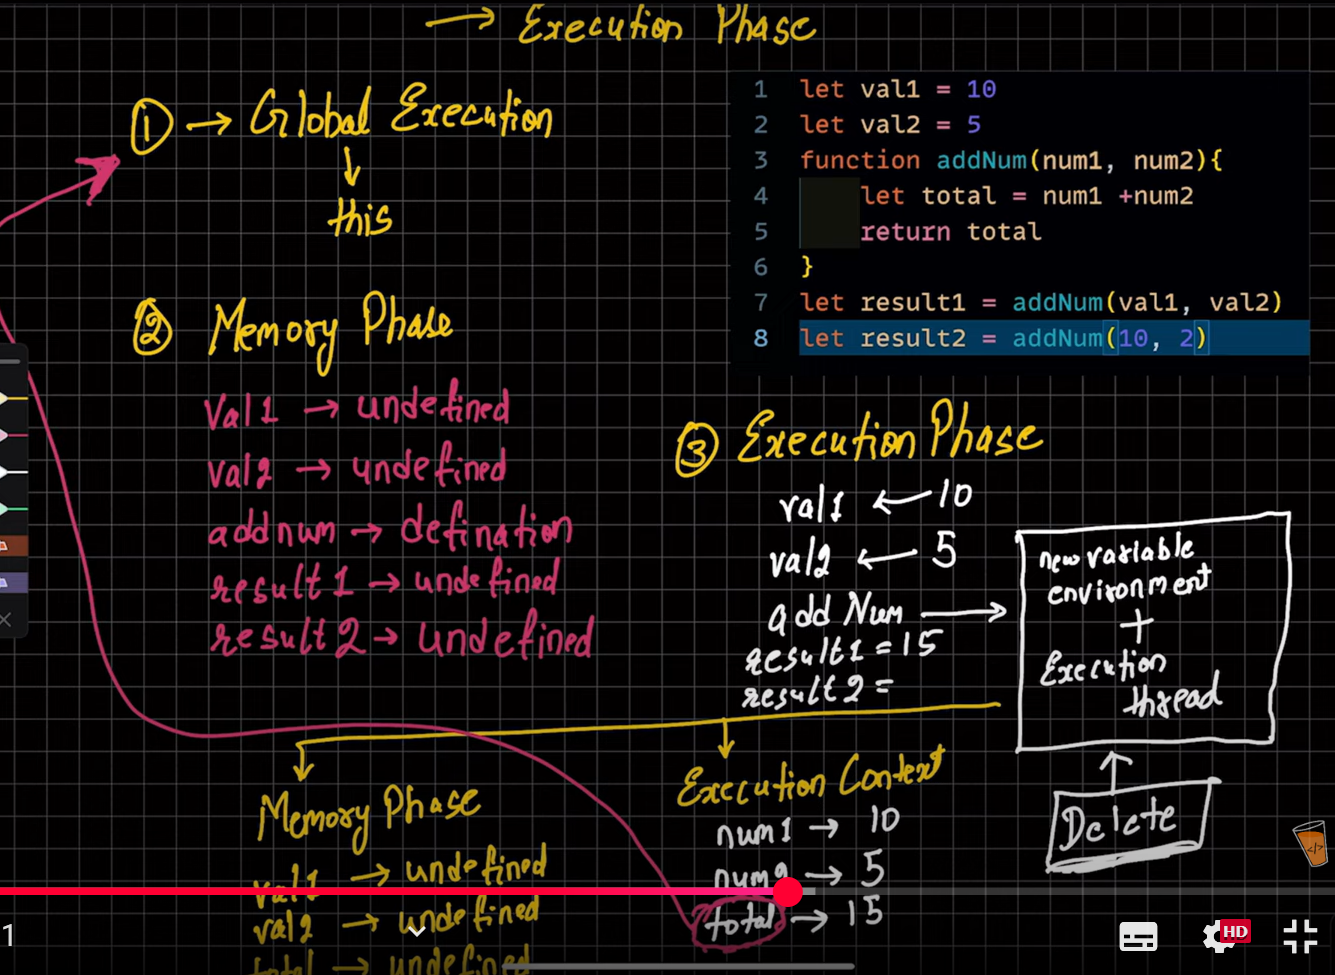 → Execution Phase
① → Global Execution
↓
this
1 let val1 = 10
2 let val2 = 5
3 function addNum(num1, num2){
4 let total = num1 +num2
5 return total
6 }
7 let result1 = addNum(val1, val2)
8 let result2 = addNum(10, 2)
② Memory Phase
Val1 → undefined
val2 → undefined
addnum → defination
result1 → undefined
result2 → undefined
③ Execution Phase
val1 ← 10
val2 ← 5
add Num →
result1 = 15
result2 =
new variable
environment
+
Execution
thread
Delete
Memory Phase
val1 → undefined
val2 → undefined
total → undefined
Execution Context
num1 → 10
num2 → 5
total → 15
</>
1
HD